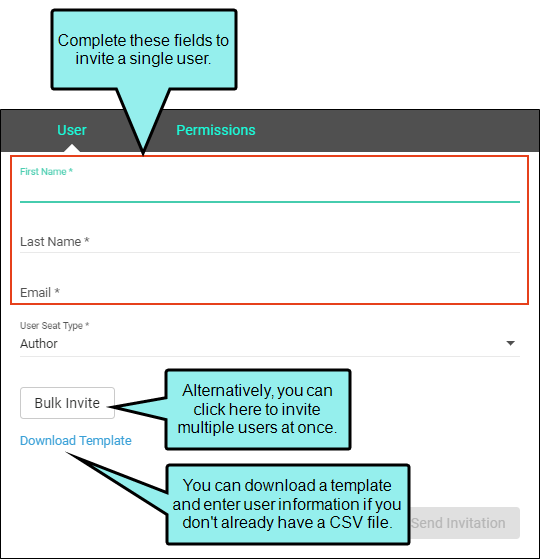 Complete these fields to
invite a single user.
User
Permissions
First Name *
Last Name *
Email *
User Seat Type *
Author
Bulk Invite
Alternatively, you can
click here to invite
multiple users at once.
Download Template
You can download a template
and enter user information if you
don't already have a CSV file.
Send Invitation